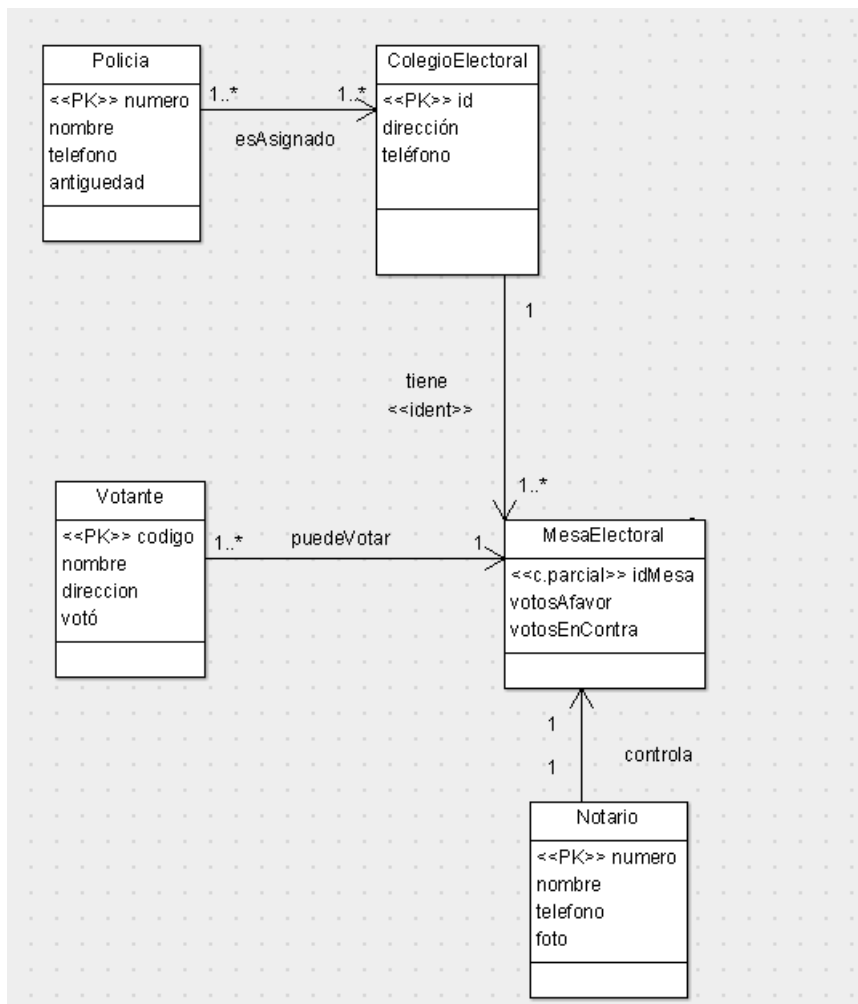 Policia
<<PK>> numero
nombre
telefono
antiguedad
1..*
1..*
esAsignado
ColegioElectoral
<<PK>> id
dirección
teléfono
1
tiene
<<ident>>
1..*
Votante
<<PK>> codigo
nombre
direccion
votó
1..*
puedeVotar
1
MesaElectoral
<<c.parcial>> idMesa
votosAfavor
votosEnContra
1
controla
1
Notario
<<PK>> numero
nombre
telefono
foto